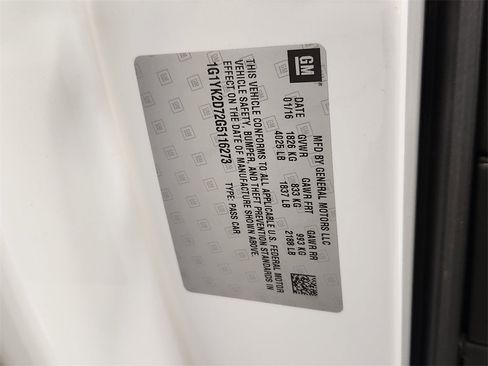 GM
MFD BY GENERAL MOTORS LLC
DATE GVWR GAWR FRT GAWR RR
01/16 1826 KG 833 KG 993 KG
4026 LB 1837 LB 2188 LB
THIS VEHICLE CONFORMS TO ALL APPLICABLE U.S. FEDERAL MOTOR
VEHICLE SAFETY, BUMPER, AND THEFT PREVENTION STANDARDS IN
EFFECT ON THE DATE OF MANUFACTURE SHOWN ABOVE.
1G1YK2D72G5116273 TYPE: PASS CAR